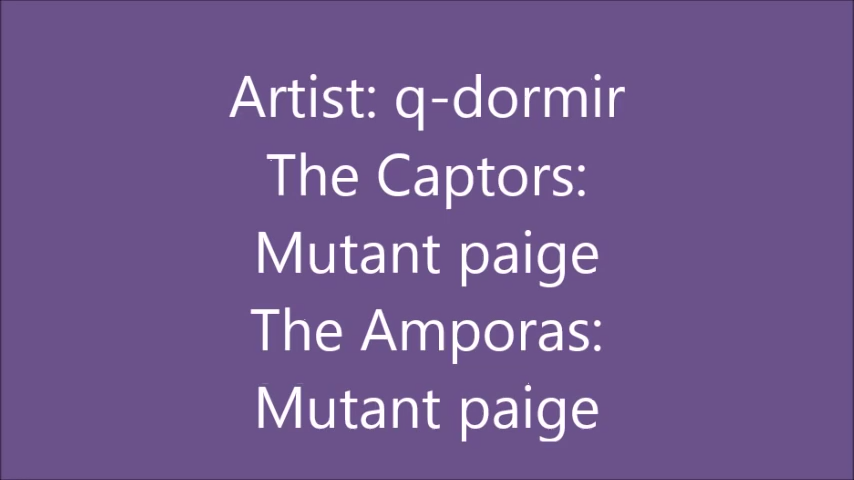 Artist: q-dormir
The Captors:
Mutant paige
The Amporas:
Mutant paige